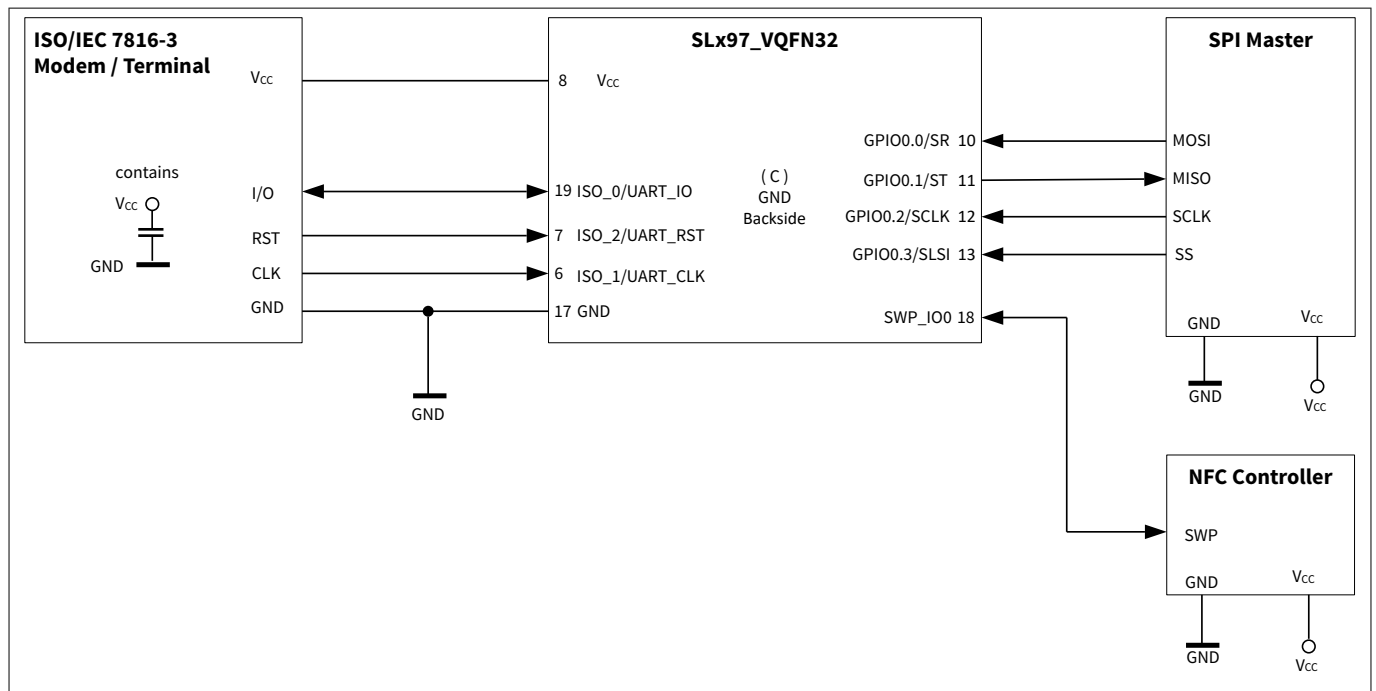 ISO/IEC 7816-3
Modem / Terminal
Vcc
contains
Vcc
GND
I/O
RST
CLK
GND
GND
SLx97_VQFN32
8 Vcc
19 ISO_0/UART_IO
7 ISO_2/UART_RST
6 ISO_1/UART_CLK
17 GND
( C )
GND
Backside
GPIO0.0/SR 10
GPIO0.1/ST 11
GPIO0.2/SCLK 12
GPIO0.3/SLSI 13
SWP_IO0 18
SPI Master
MOSI
MISO
SCLK
SS
GND
Vcc
GND
Vcc
NFC Controller
SWP
GND
Vcc
GND
Vcc